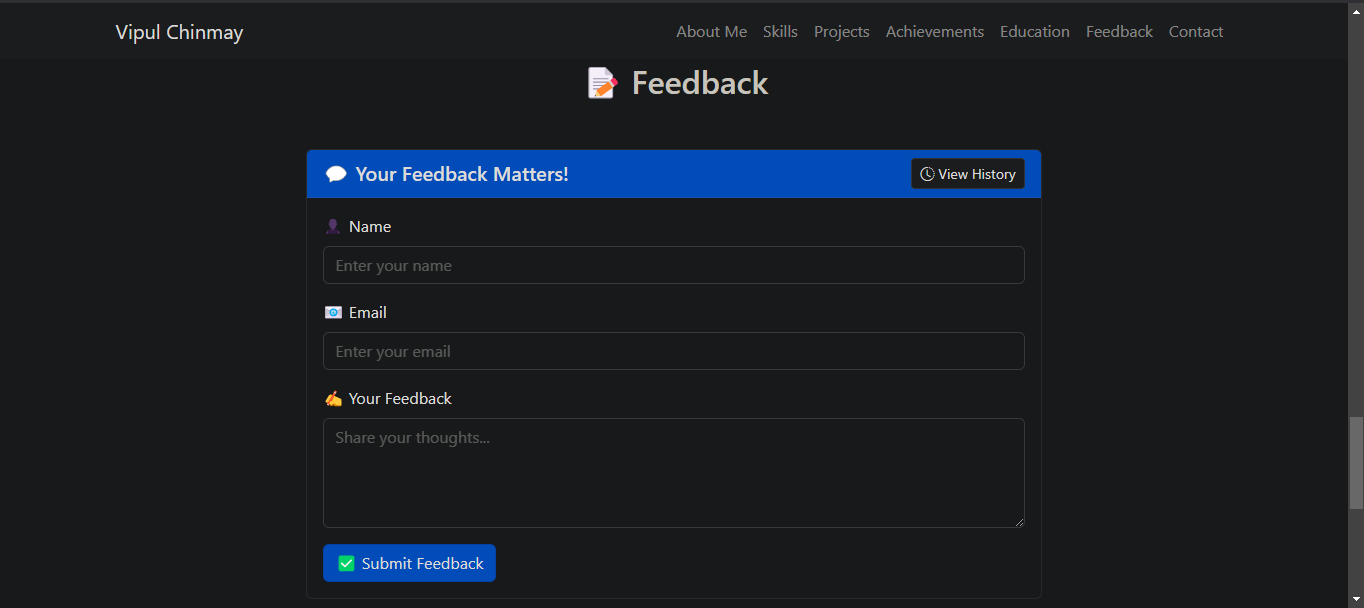 Vipul Chinmay About Me Skills Projects Achievements Education Feedback Contact
Feedback
Your Feedback Matters! View History
Name
Enter your name
Email
Enter your email
Your Feedback
Share your thoughts...
Submit Feedback